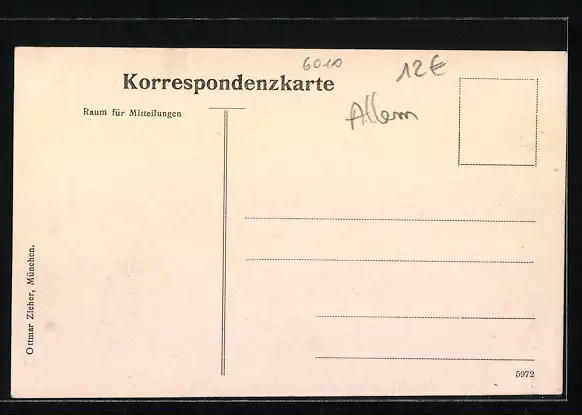 6010
12€
Korrespondenzkarte
Allem
Raum für Mitteilungen
Ottmar Zieher, München.
5972